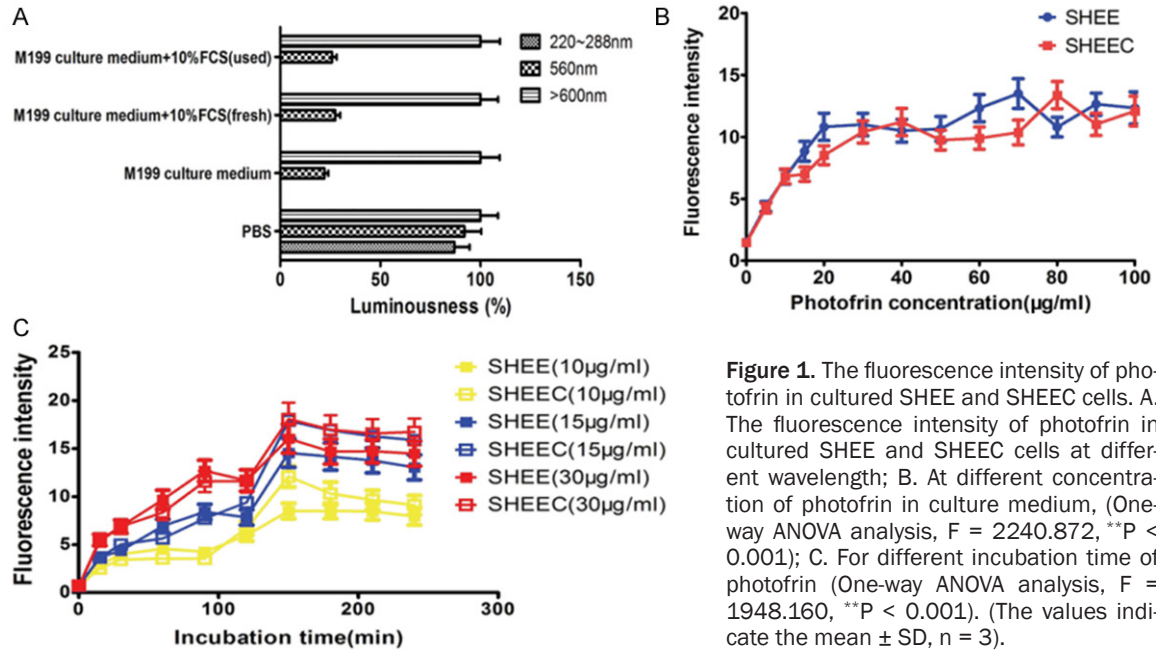 A
M199 culture medium+10%FCS(used)
M199 culture medium+10%FCS(fresh)
M199 culture medium
PBS
220~288nm
560nm
>600nm
0 50 100 150
Luminousness (%)
B
SHEE
SHEEC
Fluorescence intensity
20
15
10
5
0
0 20 40 60 80 100
Photofrin concentration(μg/ml)
C
Fluorescence intensity
25
20
15
10
5
0
0 100 200 300
Incubation time(min)
SHEE(10μg/ml)
SHEEC(10μg/ml)
SHEE(15μg/ml)
SHEEC(15μg/ml)
SHEE(30μg/ml)
SHEEC(30μg/ml)
Figure 1. The fluorescence intensity of pho-
tofrin in cultured SHEE and SHEEC cells. A.
The fluorescence intensity of photofrin in
cultured SHEE and SHEEC cells at differ-
ent wavelength; B. At different concentra-
tion of photofrin in culture medium, (One-
way ANOVA analysis, F = 2240.872, **P <
0.001); C. For different incubation time of
photofrin (One-way ANOVA analysis, F =
1948.160, **P < 0.001). (The values indi-
cate the mean ± SD, n = 3).